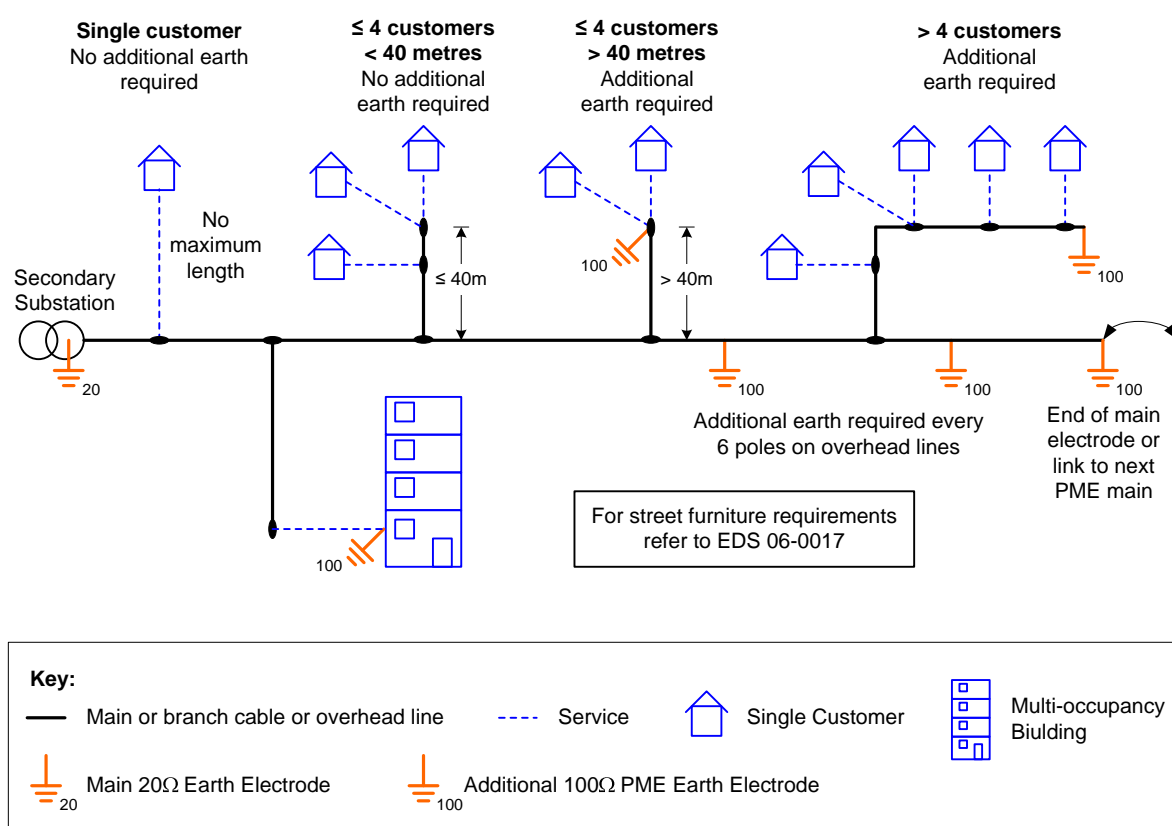 Single customer
No additional earth
required
≤ 4 customers
< 40 metres
No additional
earth required
≤ 4 customers
> 40 metres
Additional
earth required
> 4 customers
Additional
earth required
No
maximum
length
≤ 40m
100
> 40m
100
Secondary
Substation
20
100
100
100
Additional earth required every
6 poles on overhead lines
End of main
electrode or
link to next
PME main
For street furniture requirements
refer to EDS 06-0017
100
Key:
Main or branch cable or overhead line
Service
Single Customer
Multi-occupancy
Biulding
20
Main 20Ω Earth Electrode
100
Additional 100Ω PME Earth Electrode